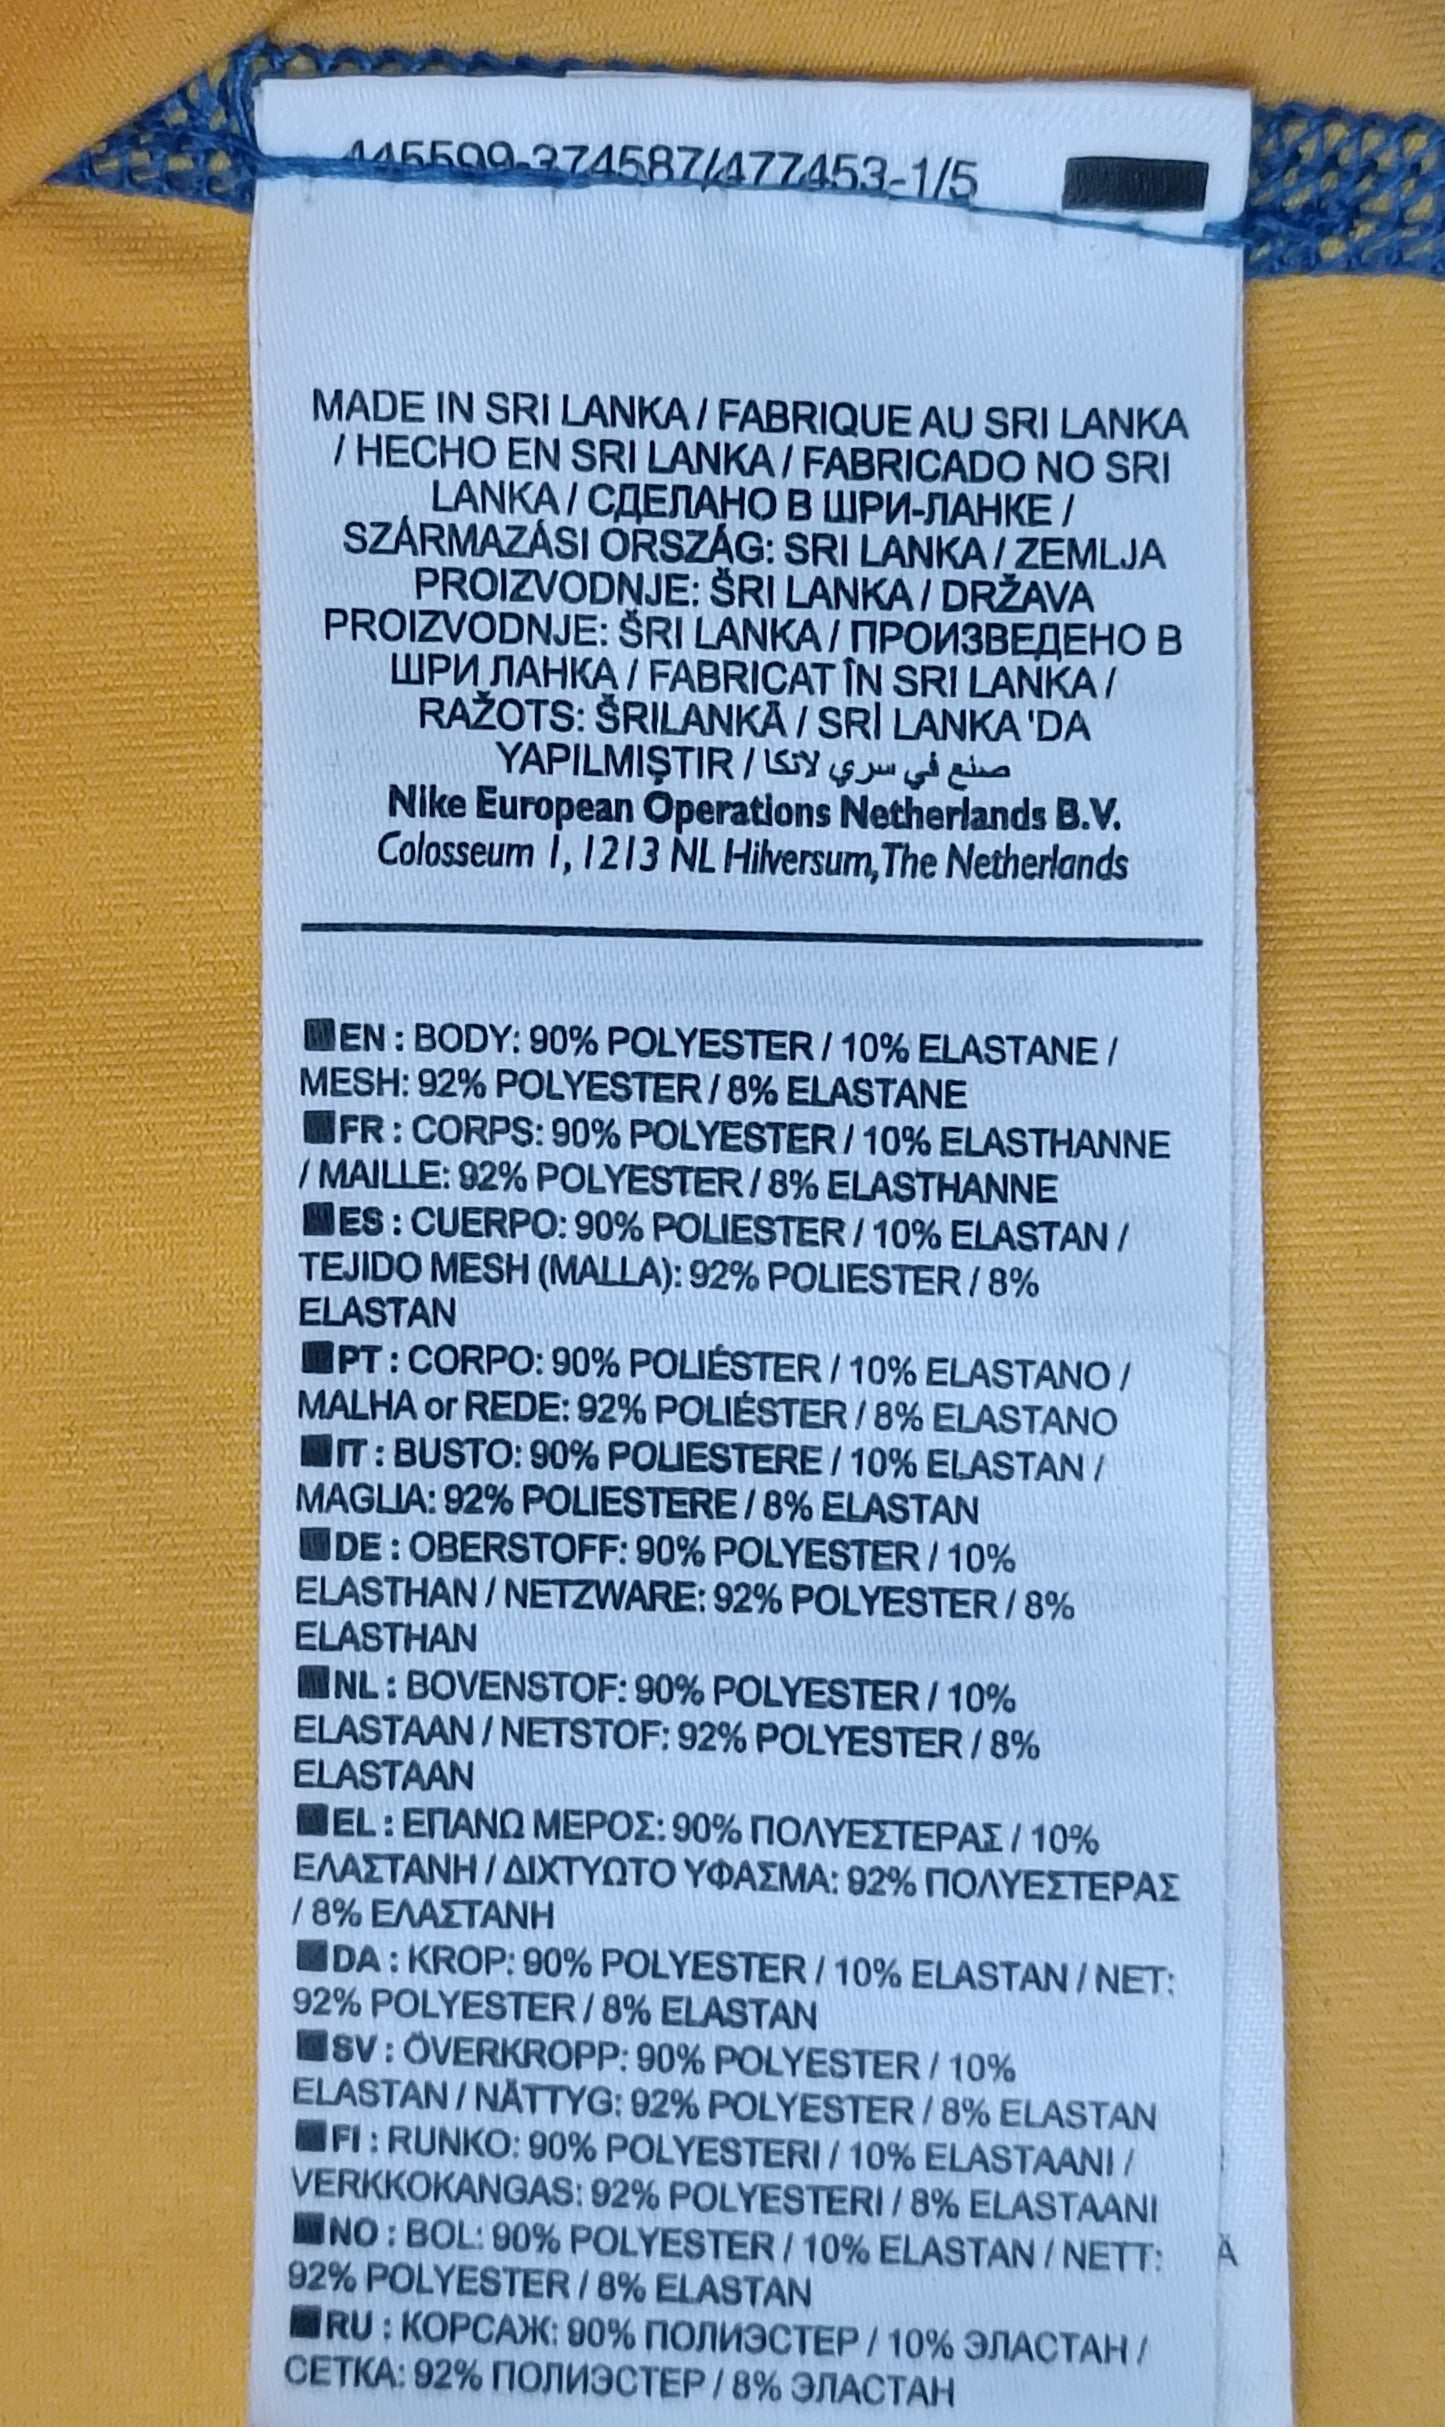 445599-374587/477453-1/5
MADE IN SRI LANKA / FABRIQUE AU SRI LANKA
/ HECHO EN SRI LANKA / FABRICADO NO SRI
LANKA / СДЕЛАНО В ШРИ-ЛАНКЕ /
SZÁRMAZÁSI ORSZÁG: SRI LANKA / ZEMLJA
PROIZVODNJE: ŠRI LANKA / DRŽAVA
PROIZVODNJE: ŠRI LANKA / ПРОИЗВЕДЕНО В
ШРИ ЛАНКА / FABRICAT ÎN SRI LANKA /
RAŽOTS: ŠRILANKĀ / SRİ LANKA 'DA
YAPILMIŞTIR / صنع في سري لانكا
Nike European Operations Netherlands B.V.
Colosseum 1, 1213 NL Hilversum, The Netherlands
EN : BODY: 90% POLYESTER / 10% ELASTANE /
MESH: 92% POLYESTER / 8% ELASTANE
FR : CORPS: 90% POLYESTER / 10% ELASTHANNE
/ MAILLE: 92% POLYESTER / 8% ELASTHANNE
ES : CUERPO: 90% POLIESTER / 10% ELASTAN /
TEJIDO MESH (MALLA): 92% POLIESTER / 8%
ELASTAN
PT : CORPO: 90% POLIÉSTER / 10% ELASTANO /
MALHA or REDE: 92% POLIÉSTER / 8% ELASTANO
IT : BUSTO: 90% POLIESTERE / 10% ELASTAN /
MAGLIA: 92% POLIESTERE / 8% ELASTAN
DE : OBERSTOFF: 90% POLYESTER / 10%
ELASTHAN / NETZWARE: 92% POLYESTER / 8%
ELASTHAN
NL : BOVENSTOF: 90% POLYESTER / 10%
ELASTAAN / NETSTOF: 92% POLYESTER / 8%
ELASTAAN
EL : ΕΠΑΝΩ ΜΕΡΟΣ: 90% ΠΟΛΥΕΣΤΕΡΑΣ / 10%
ΕΛΑΣΤΑΝΗ / ΔΙΧΤΥΩΤΟ ΥΦΑΣΜΑ: 92% ΠΟΛΥΕΣΤΕΡΑΣ
/ 8% ΕΛΑΣΤΑΝΗ
DA : KROP: 90% POLYESTER / 10% ELASTAN / NET:
92% POLYESTER / 8% ELASTAN
SV : ÖVERKROPP: 90% POLYESTER / 10%
ELASTAN / NÄTTYG: 92% POLYESTER / 8% ELASTAN
FI : RUNKO: 90% POLYESTERI / 10% ELASTAANI /
VERKKOKANGAS: 92% POLYESTERI / 8% ELASTAANI
NO : BOL: 90% POLYESTER / 10% ELASTAN / NETT:
92% POLYESTER / 8% ELASTAN
RU : КОРСАЖ: 90% ПОЛИЭСТЕР / 10% ЭЛАСТАН /
СЕТКА: 92% ПОЛИЭСТЕР / 8% ЭЛАСТАН